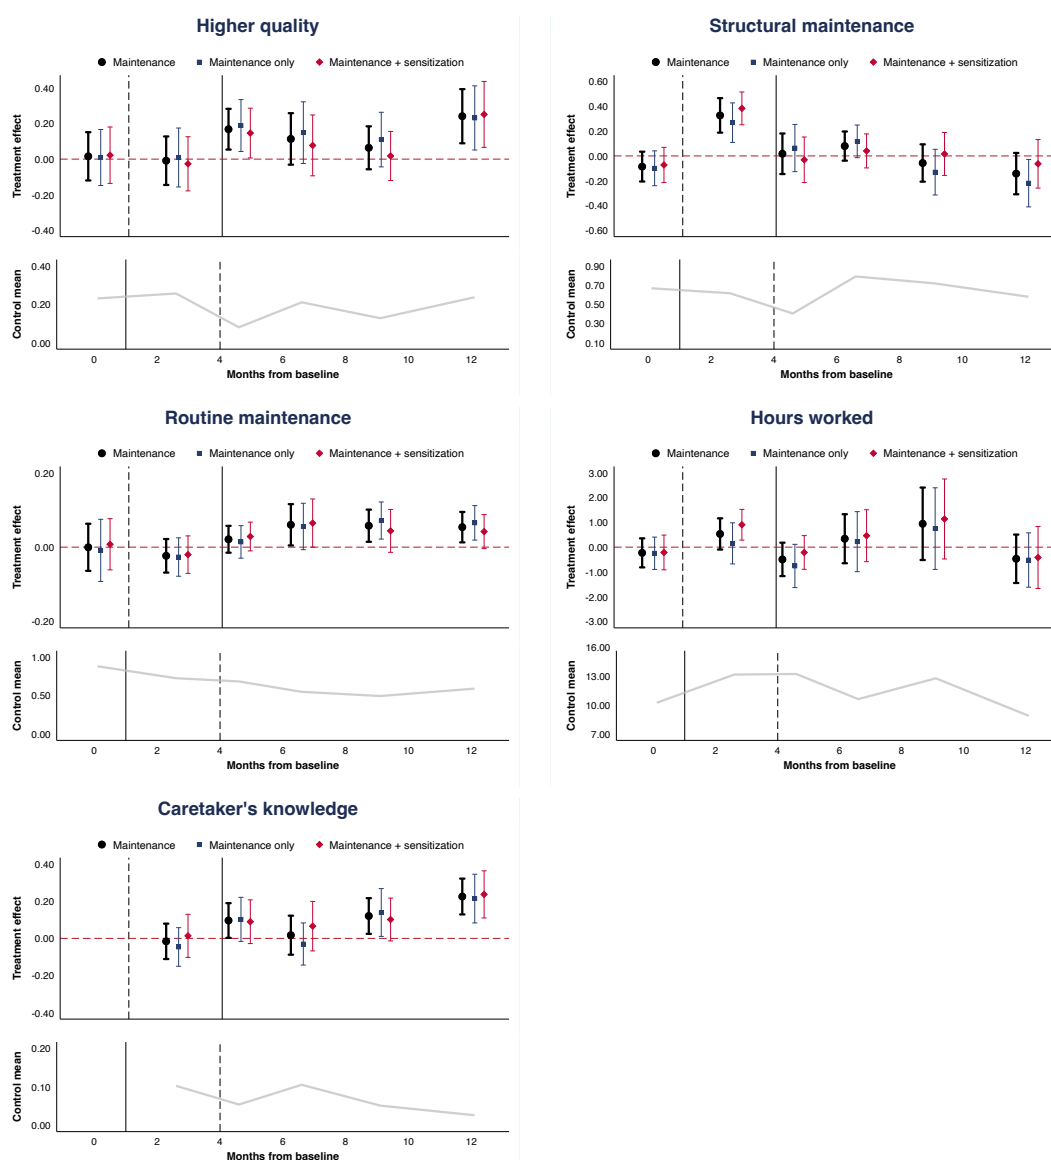 Higher quality
Maintenance Maintenance only Maintenance + sensitization
Treatment effect
0.40
0.20
0.00
-0.20
-0.40
Control mean
0.40
0.20
0.00
0 2 4 6 8 10 12
Months from baseline
Structural maintenance
Maintenance Maintenance only Maintenance + sensitization
Treatment effect
0.60
0.40
0.20
0.00
-0.20
-0.40
-0.60
Control mean
0.90
0.70
0.50
0.30
0.10
0 2 4 6 8 10 12
Months from baseline
Routine maintenance
Maintenance Maintenance only Maintenance + sensitization
Treatment effect
0.20
0.00
-0.20
Control mean
1.00
0.50
0.00
0 2 4 6 8 10 12
Months from baseline
Hours worked
Maintenance Maintenance only Maintenance + sensitization
Treatment effect
3.00
2.00
1.00
0.00
-1.00
-2.00
-3.00
Control mean
16.00
13.00
10.00
7.00
0 2 4 6 8 10 12
Months from baseline
Caretaker's knowledge
Maintenance Maintenance only Maintenance + sensitization
Treatment effect
0.40
0.20
0.00
-0.20
-0.40
Control mean
0.20
0.10
0.00
0 2 4 6 8 10 12
Months from baseline